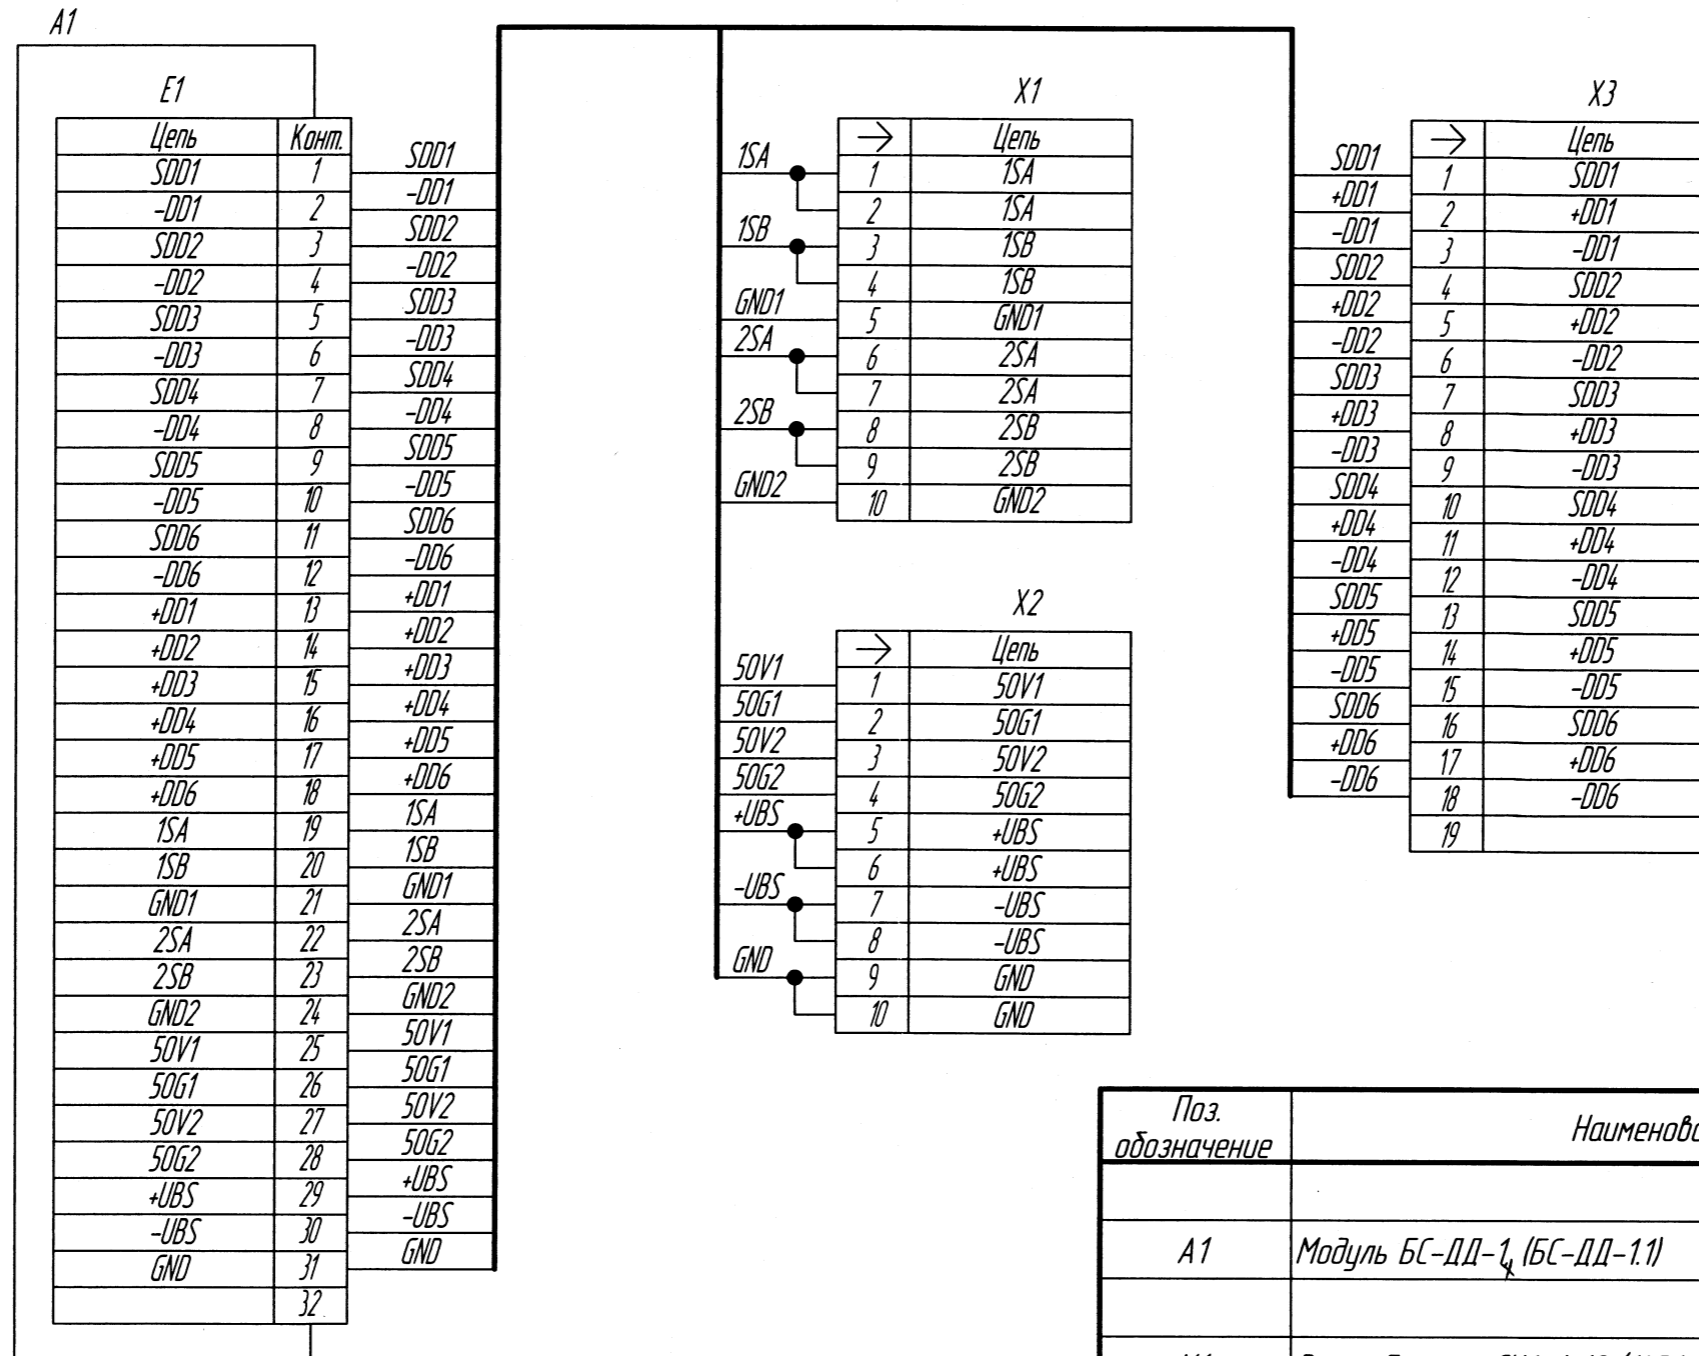 A1
E1
Цепь Конт.
SDD1 1
-DD1 2
SDD2 3
-DD2 4
SDD3 5
-DD3 6
SDD4 7
-DD4 8
SDD5 9
-DD5 10
SDD6 11
-DD6 12
+DD1 13
+DD2 14
+DD3 15
+DD4 16
+DD5 17
+DD6 18
1SA 19
1SB 20
GND1 21
2SA 22
2SB 23
GND2 24
50V1 25
50G1 26
50V2 27
50G2 28
+UBS 29
-UBS 30
GND 31
32
SDD1
-DD1
SDD2
-DD2
SDD3
-DD3
SDD4
-DD4
SDD5
-DD5
SDD6
-DD6
+DD1
+DD2
+DD3
+DD4
+DD5
+DD6
1SA
1SB
GND1
2SA
2SB
GND2
50V1
50G1
50V2
50G2
+UBS
-UBS
GND
X1
1SA
1SB
GND1
2SA
2SB
GND2
→ Цепь
1 1SA
2 1SA
3 1SB
4 1SB
5 GND1
6 2SA
7 2SA
8 2SB
9 2SB
10 GND2
X2
50V1
50G1
50V2
50G2
+UBS
-UBS
GND
→ Цепь
1 50V1
2 50G1
3 50V2
4 50G2
5 +UBS
6 +UBS
7 -UBS
8 -UBS
9 GND
10 GND
X3
SDD1
+DD1
-DD1
SDD2
+DD2
-DD2
SDD3
+DD3
-DD3
SDD4
+DD4
-DD4
SDD5
+DD5
-DD5
SDD6
+DD6
-DD6
→ Цепь
1 SDD1
2 +DD1
3 -DD1
4 SDD2
5 +DD2
6 -DD2
7 SDD3
8 +DD3
9 -DD3
10 SDD4
11 +DD4
12 -DD4
13 SDD5
14 +DD5
15 -DD5
16 SDD6
17 +DD6
18 -DD6
19
Поз.
обозначение
Наименова
A1 Модуль БС-ДД-1 (БС-ДД-1.1)